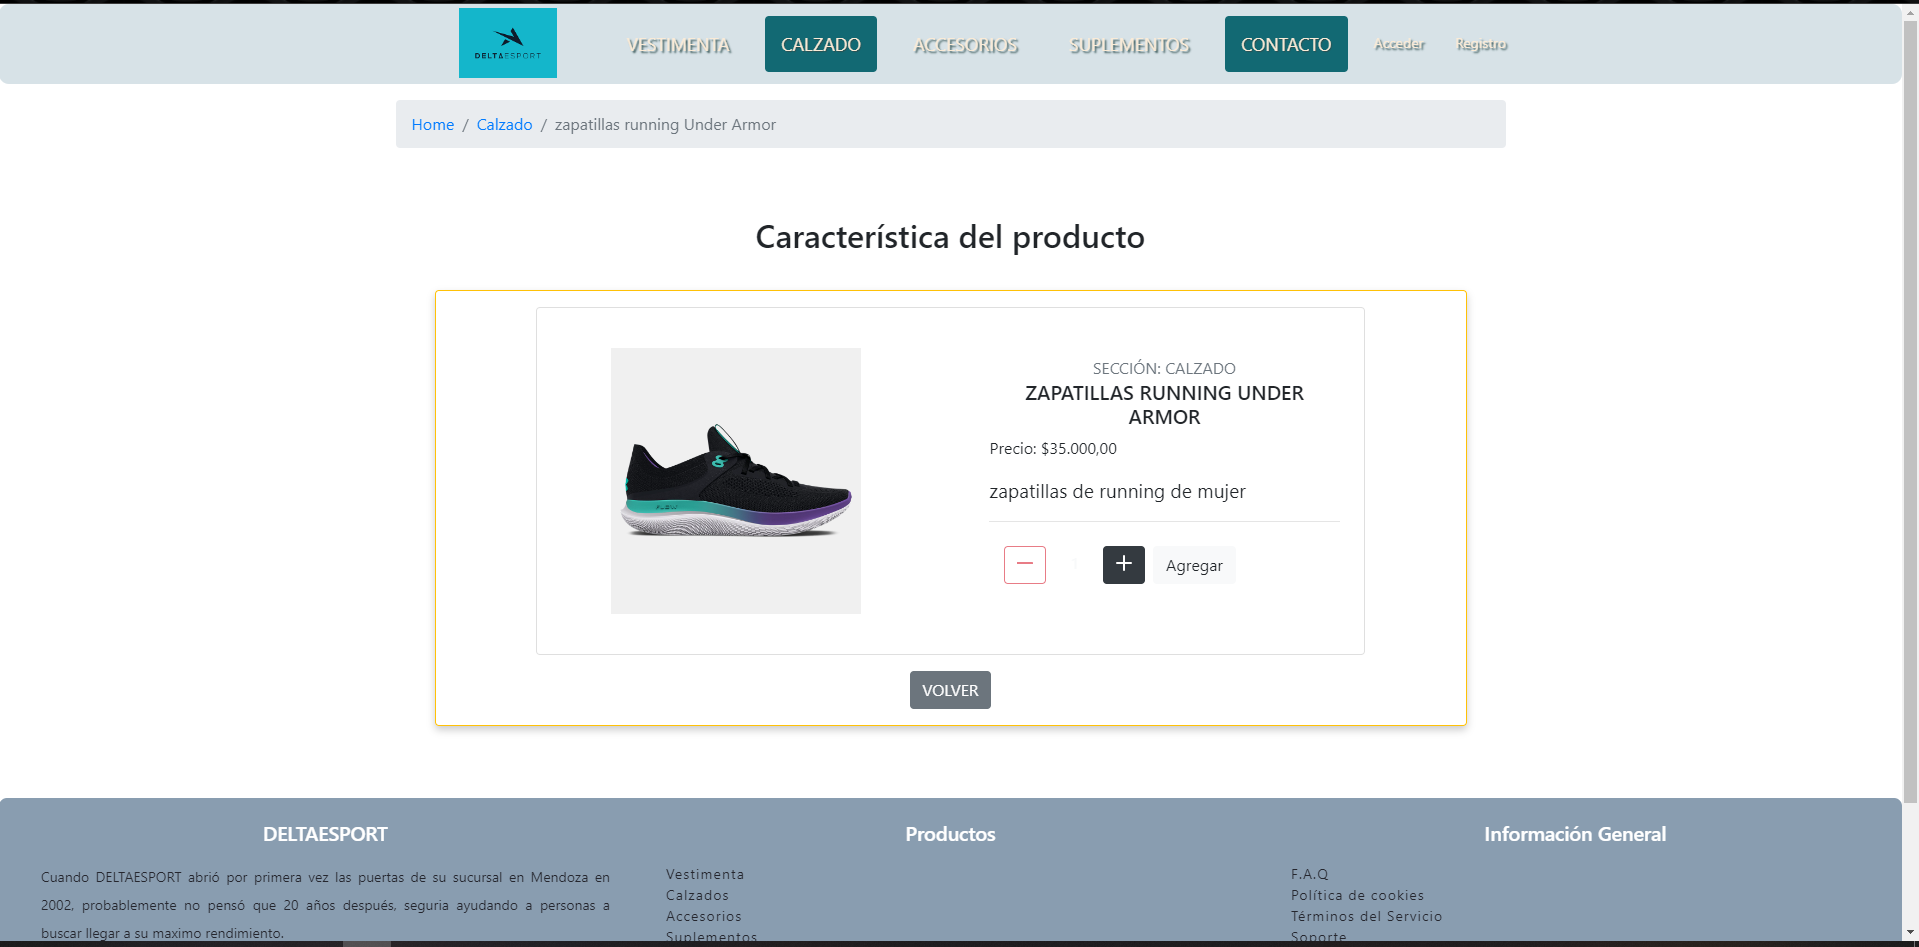 DELTAESPORT
VESTIMENTA
CALZADO
ACCESORIOS
SUPLEMENTOS
CONTACTO
Acceder
Registro
Home / Calzado / zapatillas running Under Armor
Característica del producto
SECCIÓN: CALZADO
ZAPATILLAS RUNNING UNDER
ARMOR
Precio: $35.000,00
zapatillas de running de mujer
FLOW
1
Agregar
VOLVER
DELTAESPORT
Cuando DELTAESPORT abrió por primera vez las puertas de su sucursal en Mendoza en
2002, probablemente no pensó que 20 años después, seguria ayudando a personas a
buscar llegar a su maximo rendimiento.
Productos
Vestimenta
Calzados
Accesorios
Suplementos
Información General
F.A.Q
Política de cookies
Términos del Servicio
Soporte